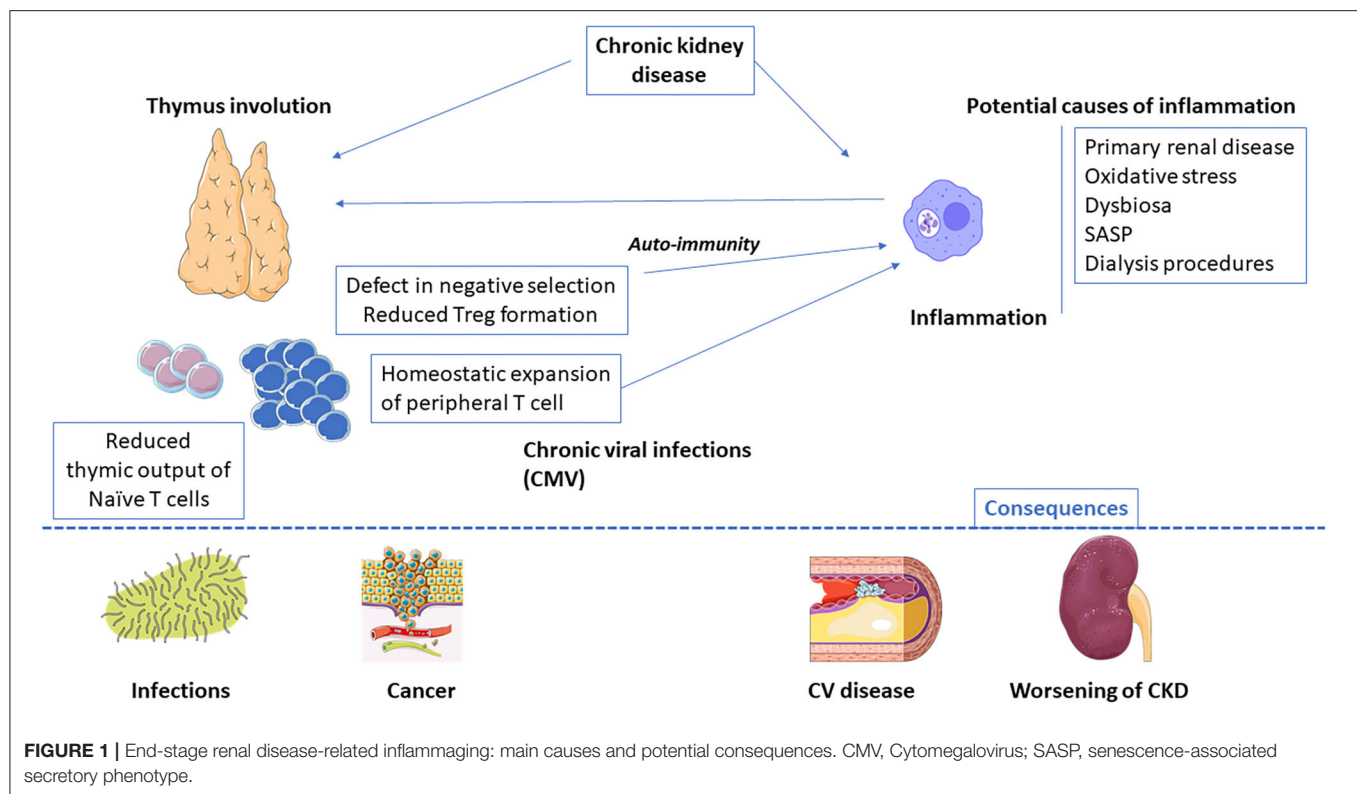 Chronic kidney
disease
Thymus involution
Potential causes of inflammation
Primary renal disease
Oxidative stress
Dysbiosa
SASP
Dialysis procedures
Auto-immunity
Defect in negative selection
Reduced Treg formation
Inflammation
Homeostatic expansion
of peripheral T cell
Reduced
thymic output of
Naïve T cells
Chronic viral infections
(CMV)
Consequences
Infections
Cancer
CV disease
Worsening of CKD
FIGURE 1 | End-stage renal disease-related inflammaging: main causes and potential consequences. CMV, Cytomegalovirus; SASP, senescence-associated
secretory phenotype.